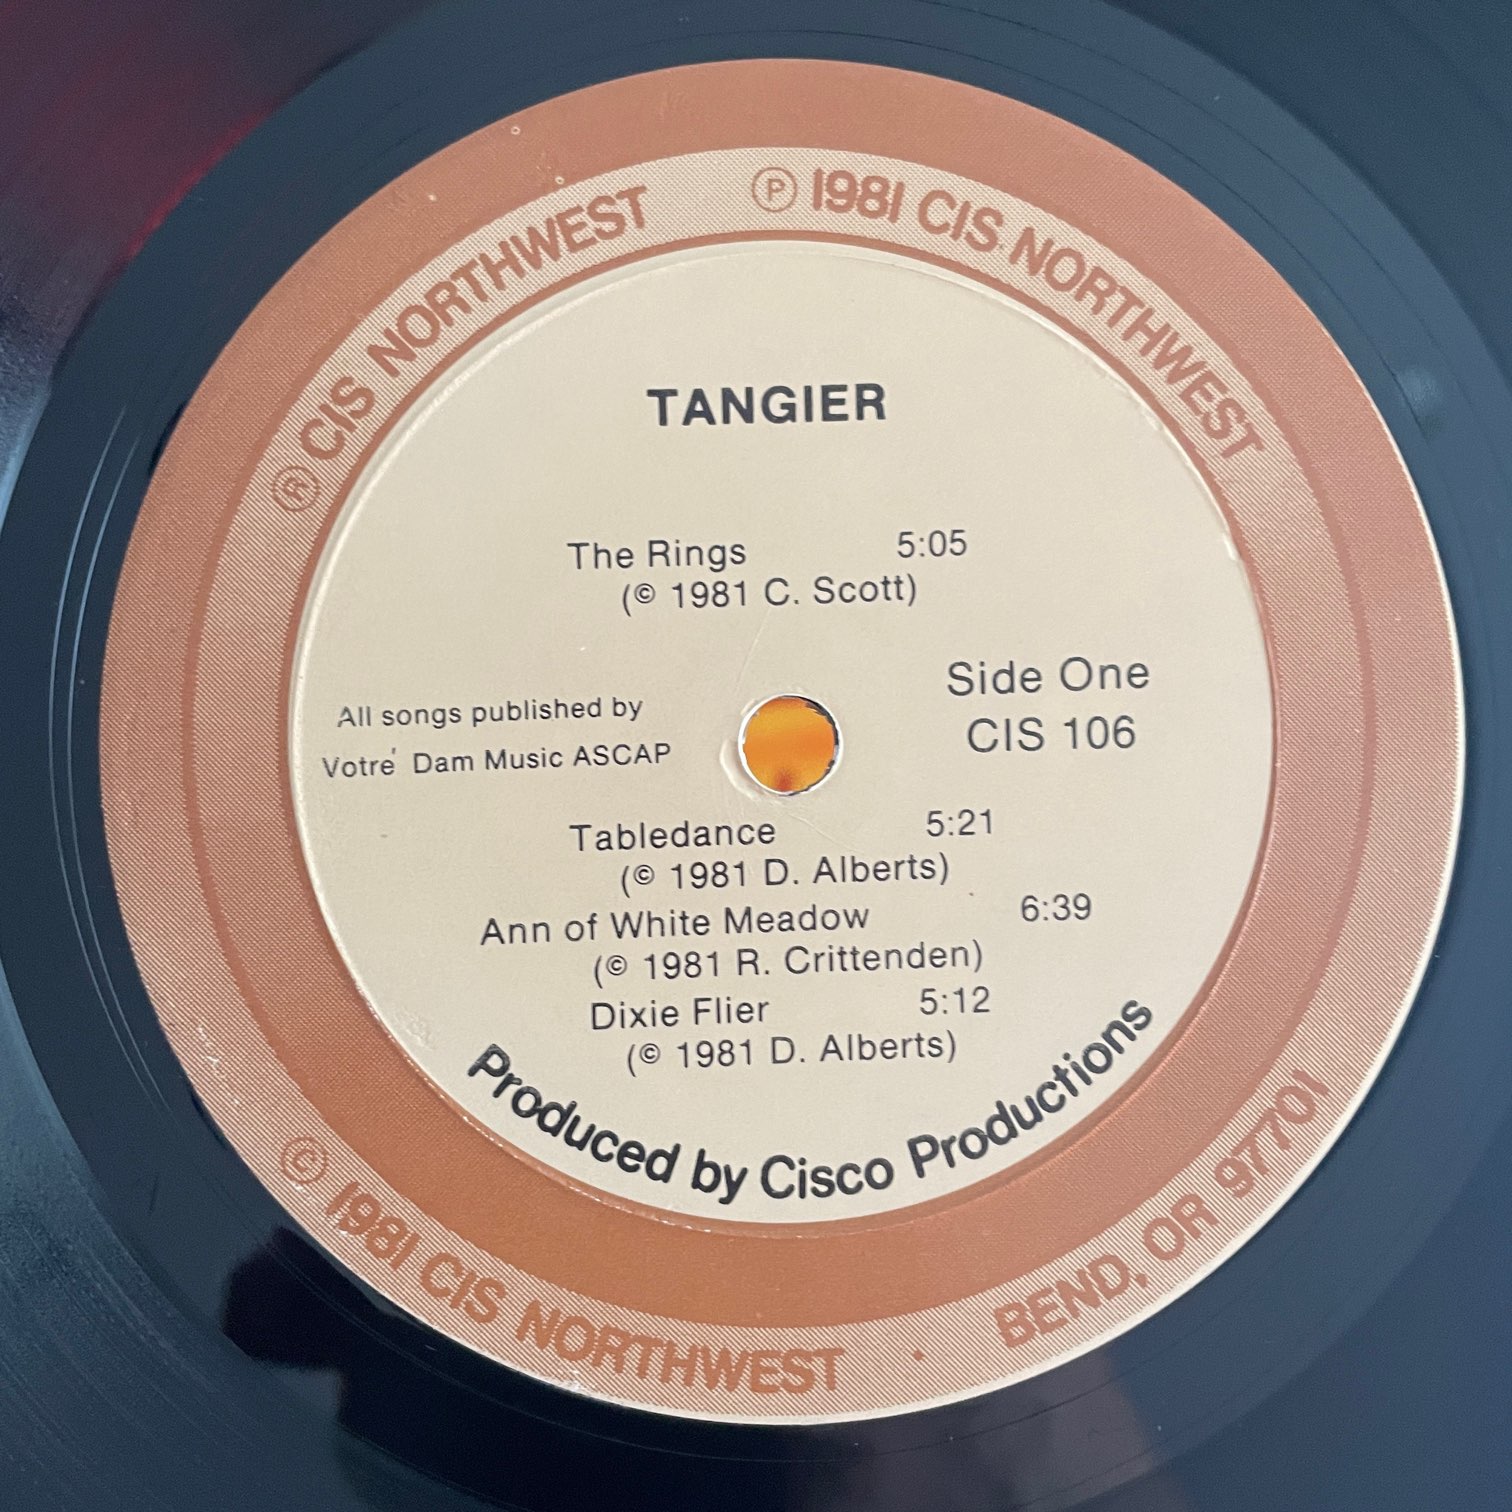 ® CIS NORTHWEST
℗ 1981 CIS NORTHWEST
TANGIER
The Rings 5:05
(© 1981 C. Scott)
Side One
CIS 106
All songs published by
Votre' Dam Music ASCAP
Tabledance 5:21
(© 1981 D. Alberts)
Ann of White Meadow 6:39
(© 1981 R. Crittenden)
Dixie Flier 5:12
(© 1981 D. Alberts)
Produced by Cisco Productions
© 1981 CIS NORTHWEST · BEND, OR 97701